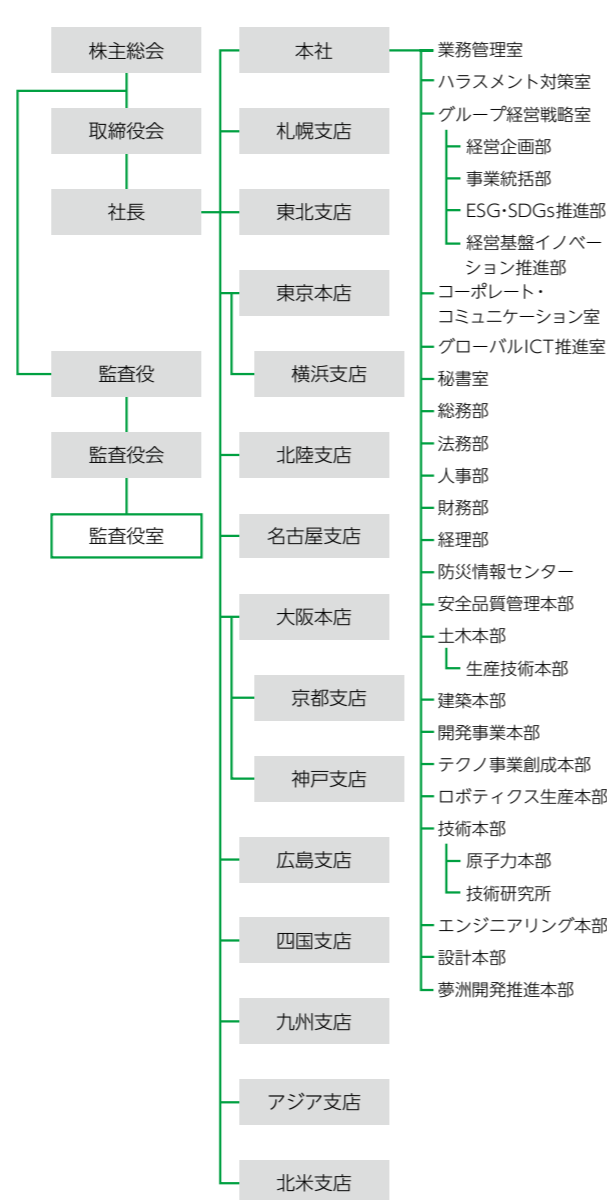 株主総会
取締役会
社長
監査役
監査役会
監査役室
本社
札幌支店
東北支店
東京本店
横浜支店
北陸支店
名古屋支店
大阪本店
京都支店
神戸支店
広島支店
四国支店
九州支店
アジア支店
北米支店
業務管理室
ハラスメント対策室
グループ経営戦略室
経営企画部
事業統括部
ESG・SDGs推進部
経営基盤イノベー
ション推進部
コーポレート・
コミュニケーション室
グローバルICT推進室
秘書室
総務部
法務部
人事部
財務部
経理部
防災情報センター
安全品質管理本部
土木本部
生産技術本部
建築本部
開発事業本部
テクノ事業創成本部
ロボティクス生産本部
技術本部
原子力本部
技術研究所
エンジニアリング本部
設計本部
夢洲開発推進本部